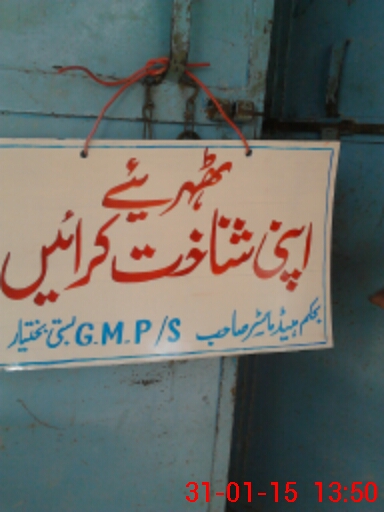 ٹھہریئے
اپنی شناخت کرائیں
بحکم ہیڈ ماسٹر صاحب G.M.P/S بستی بختیار
31-01-15 13:50